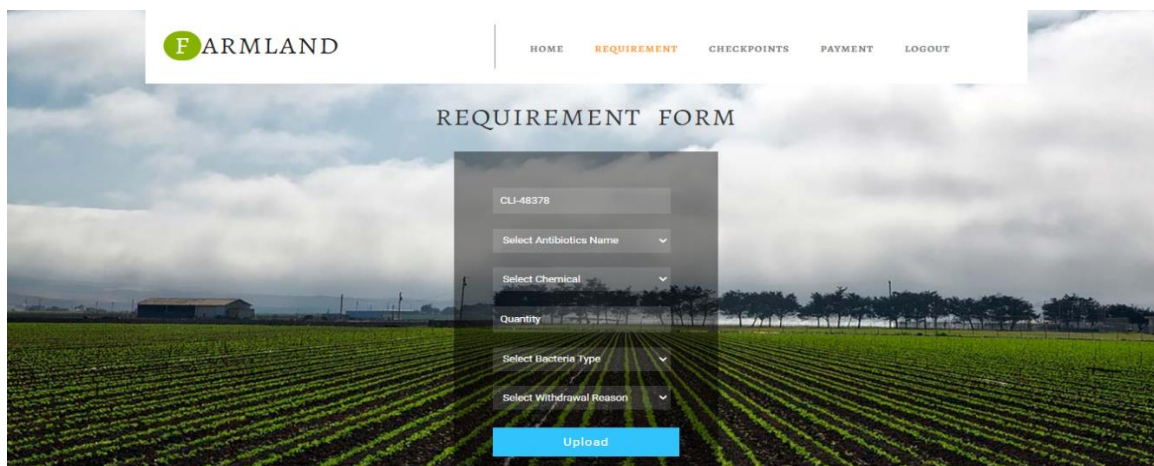 FARMLAND
HOME REQUIREMENT CHECKPOINTS PAYMENT LOGOUT
REQUIREMENT FORM
CLI-48378
Select Antibiotics Name
Select Chemical
Quantity
Select Bacteria Type
Select Withdrawal Reason
Upload